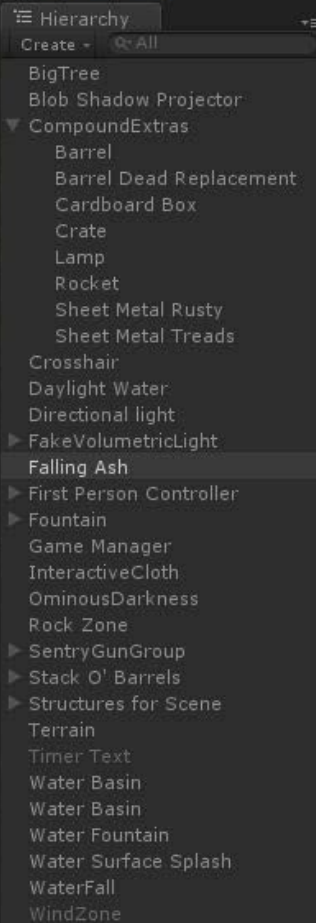 Hierarchy
Create All
BigTree
Blob Shadow Projector
CompoundExtras
Barrel
Barrel Dead Replacement
Cardboard Box
Crate
Lamp
Rocket
Sheet Metal Rusty
Sheet Metal Treads
Crosshair
Daylight Water
Directional light
FakeVolumetricLight
Falling Ash
First Person Controller
Fountain
Game Manager
InteractiveCloth
OminousDarkness
Rock Zone
SentryGunGroup
Stack O' Barrels
Structures for Scene
Terrain
Timer Text
Water Basin
Water Basin
Water Fountain
Water Surface Splash
WaterFall
WindZone